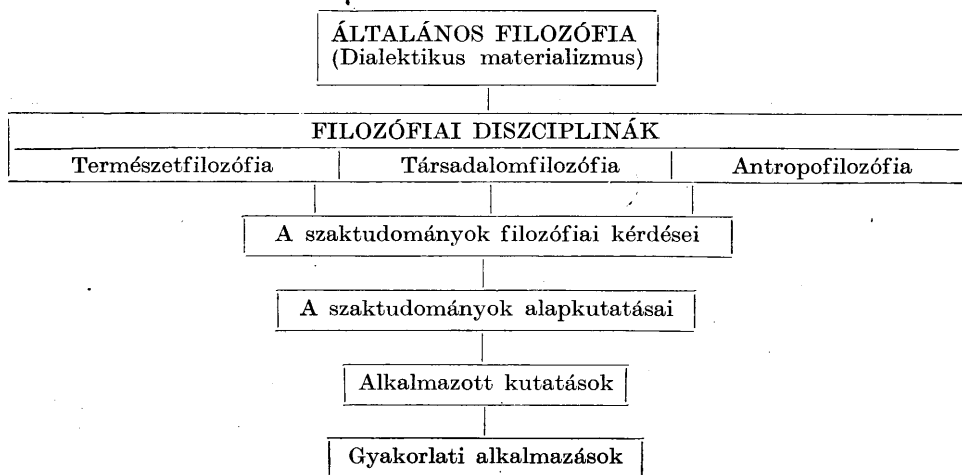 ÁLTALÁNOS FILOZÓFIA
(Dialektikus materializmus)
FILOZÓFIAI DISZCIPLINÁK
Természetfilozófia Társadalomfilozófia Antropofilozófia
A szaktudományok filozófiai kérdései
A szaktudományok alapkutatásai
Alkalmazott kutatások
Gyakorlati alkalmazások